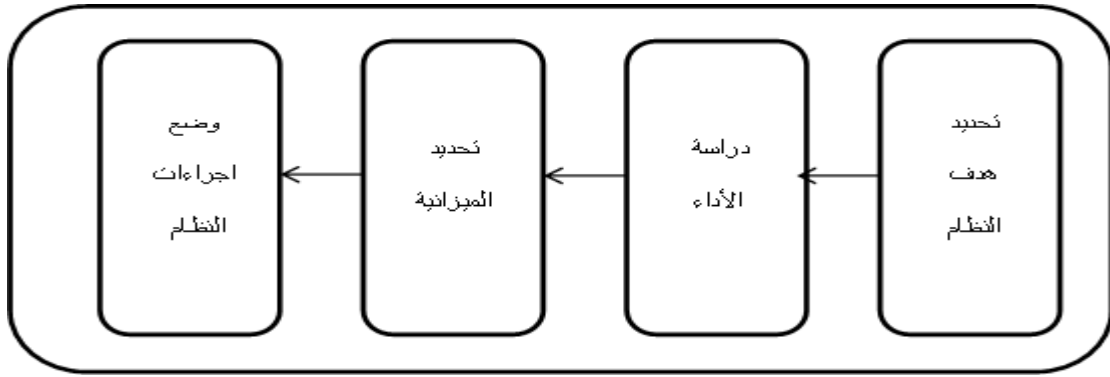 تحديد
هدف
النظام
دراسة
الأداء
تحديد
الميزانية
وضع
اجراءات
النظام